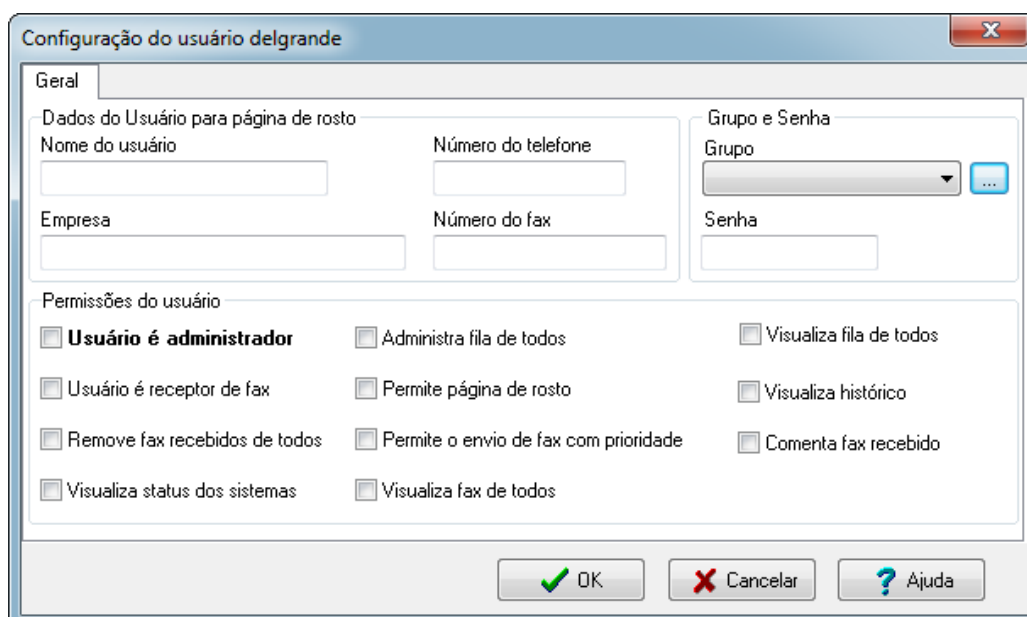 Configuração do usuário delgrande
Geral
Dados do Usuário para página de rosto
Nome do usuário
Número do telefone
Empresa
Número do fax
Grupo e Senha
Grupo
...
Senha
Permissões do usuário
Usuário é administrador
Administra fila de todos
Visualiza fila de todos
Usuário é receptor de fax
Permite página de rosto
Visualiza histórico
Remove fax recebidos de todos
Permite o envio de fax com prioridade
Comenta fax recebido
Visualiza status dos sistemas
Visualiza fax de todos
OK
Cancelar
? Ajuda